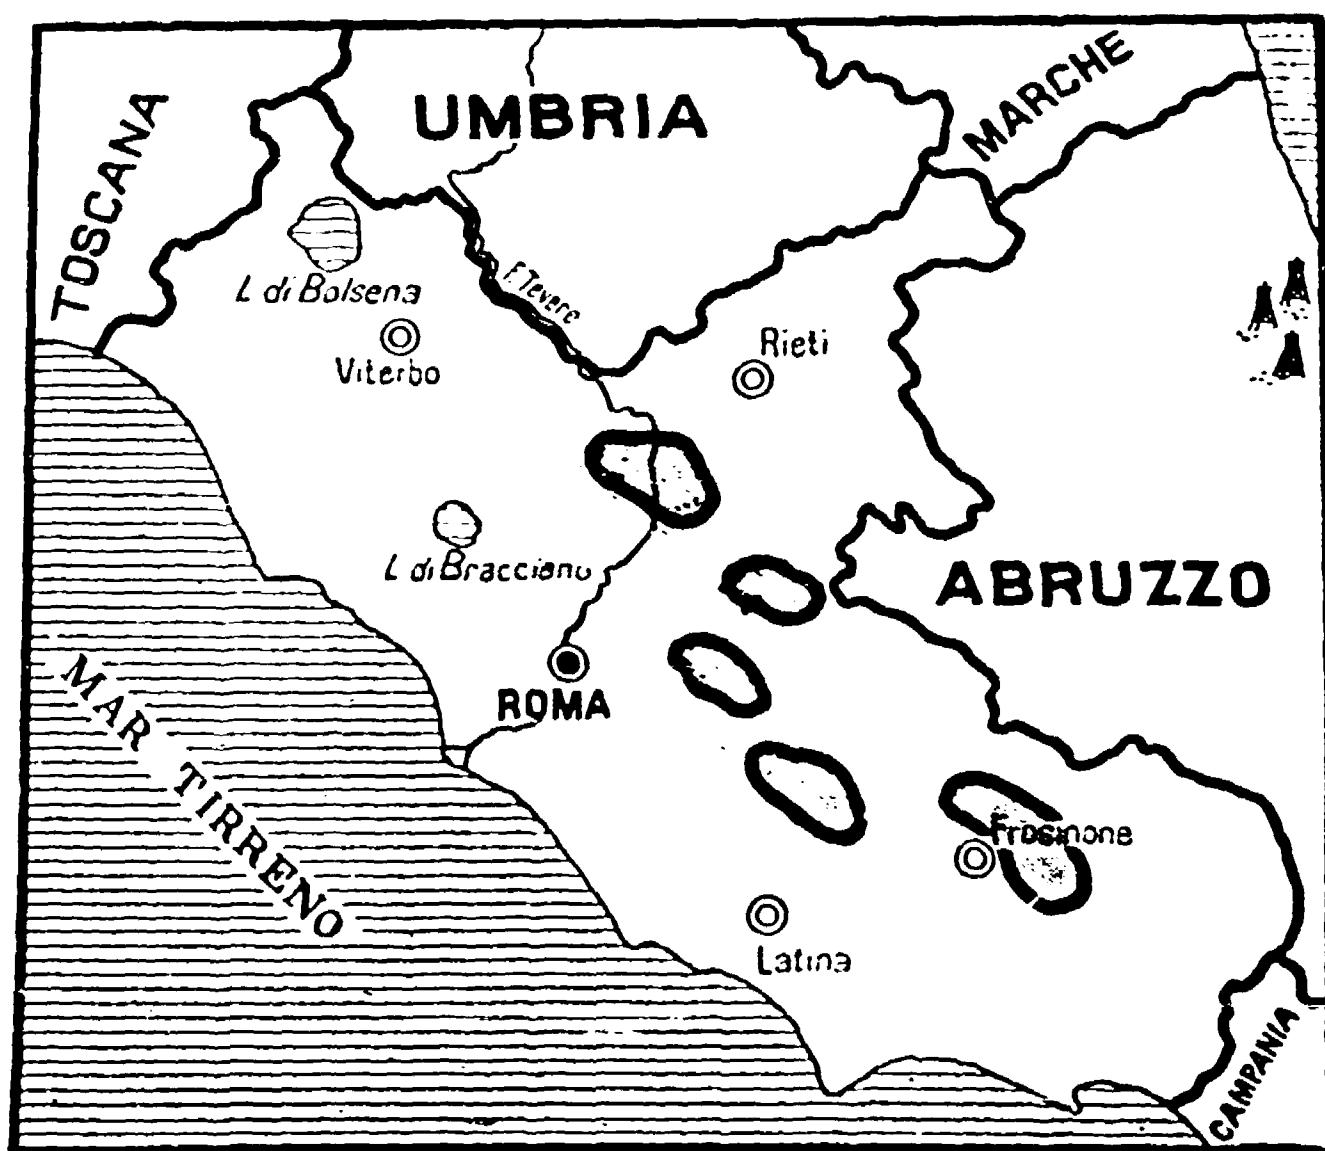 UMBRIA
MARCHE
TOSCANA
L di Bolsena
F. Tevere
Viterbo
Rieti
L di Bracciano
ABRUZZO
ROMA
MAR TIRRENO
Frosinone
Latina
CAMPANIA